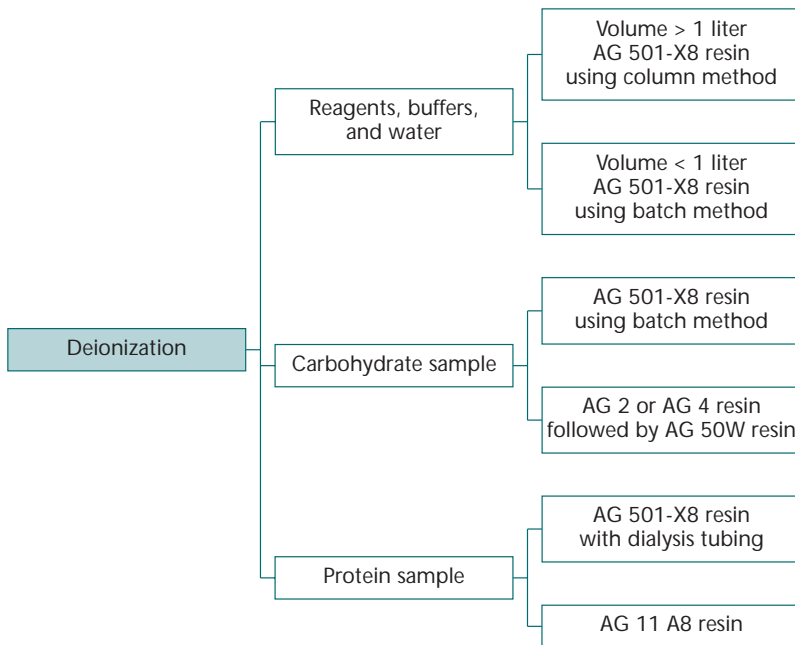 Volume > 1 liter
AG 501-X8 resin
using column method
Reagents, buffers,
and water
Volume < 1 liter
AG 501-X8 resin
using batch method
AG 501-X8 resin
using batch method
Deionization
Carbohydrate sample
AG 2 or AG 4 resin
followed by AG 50W resin
AG 501-X8 resin
with dialysis tubing
Protein sample
AG 11 A8 resin